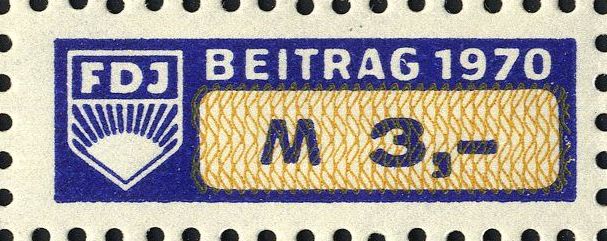 FDJ
BEITRAG 1970
M 3,-